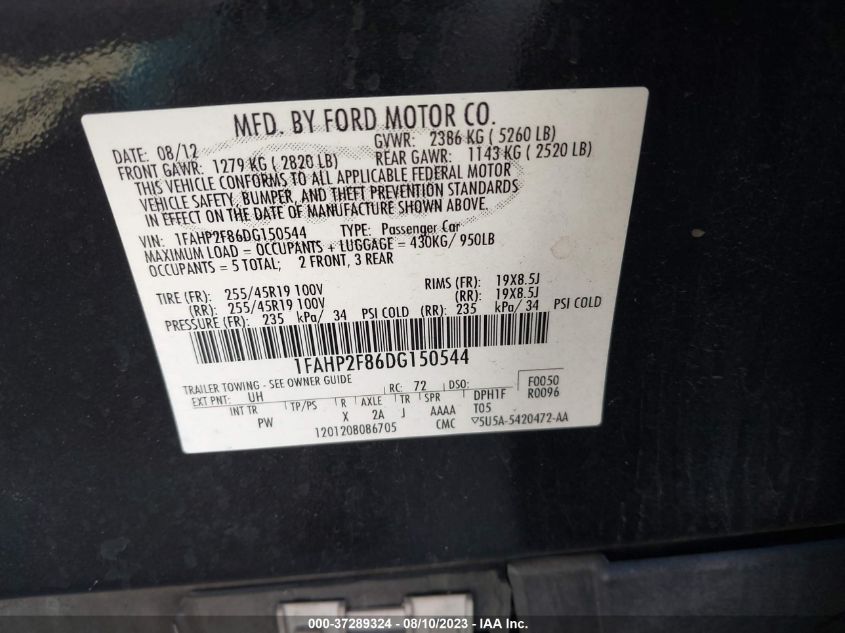 MFD. BY FORD MOTOR CO.
DATE: 08/12 GVWR: 2386 KG ( 5260 LB)
FRONT GAWR: 1279 KG ( 2820 LB) REAR GAWR: 1143 KG ( 2520 LB)
THIS VEHICLE CONFORMS TO ALL APPLICABLE FEDERAL MOTOR
VEHICLE SAFETY, BUMPER, AND THEFT PREVENTION STANDARDS
IN EFFECT ON THE DATE OF MANUFACTURE SHOWN ABOVE.
VIN: 1FAHP2F86DG150544 TYPE: Passenger Car
MAXIMUM LOAD = OCCUPANTS + LUGGAGE = 430KG/ 950LB
OCCUPANTS = 5 TOTAL; 2 FRONT, 3 REAR
TIRE (FR): 255/45R19 100V RIMS (FR): 19X8.5J
(RR): 255/45R19 100V (RR): 19X8.5J
PRESSURE (FR): 235 kPa/ 34 PSI COLD (RR): 235 kPa/ 34 PSI COLD
1FAHP2F86DG150544
TRAILER TOWING - SEE OWNER GUIDE
EXT PNT: UH RC: 72 DSO: F0050
INT TR TP/PS R AXLE TR SPR DPH1F R0096
PW X 2A J AAAA T05
1201208086705 CMC ▽5U5A-5420472-AA
000-37289324 - 08/10/2023 - IAA Inc.